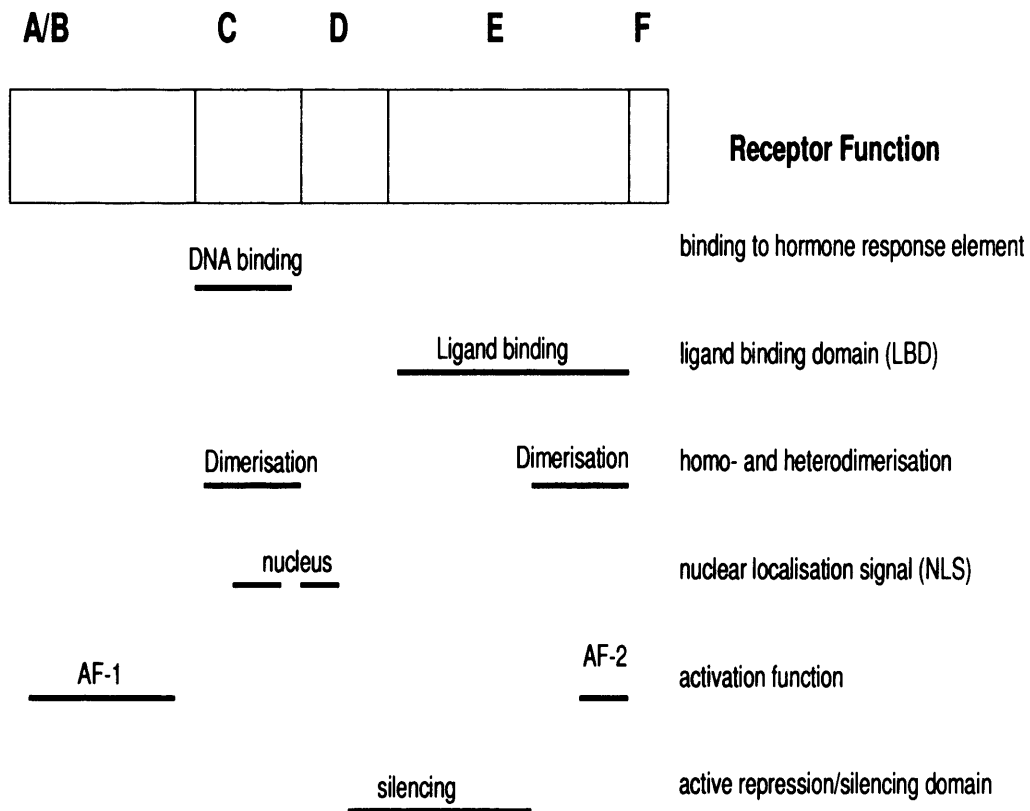 A/B C D E F
Receptor Function
DNA binding
binding to hormone response element
Ligand binding
ligand binding domain (LBD)
Dimerisation Dimerisation
homo- and heterodimerisation
nucleus
nuclear localisation signal (NLS)
AF-1 AF-2
activation function
silencing
active repression/silencing domain